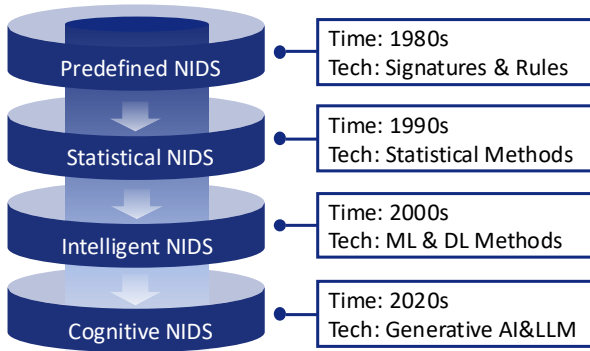 Predefined NIDS
Time: 1980s
Tech: Signatures & Rules
Statistical NIDS
Time: 1990s
Tech: Statistical Methods
Intelligent NIDS
Time: 2000s
Tech: ML & DL Methods
Cognitive NIDS
Time: 2020s
Tech: Generative AI&LLM